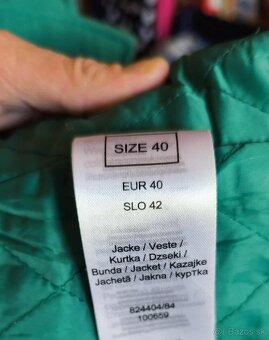 SIZE 40
EUR 40
SLO 42
Jacke / Veste /
Kurtka / Dzseki /
Bunda / Jacket / Kazajke
Jachetă / Jakna / kypTka
824404/84
100659
Bazos.sk